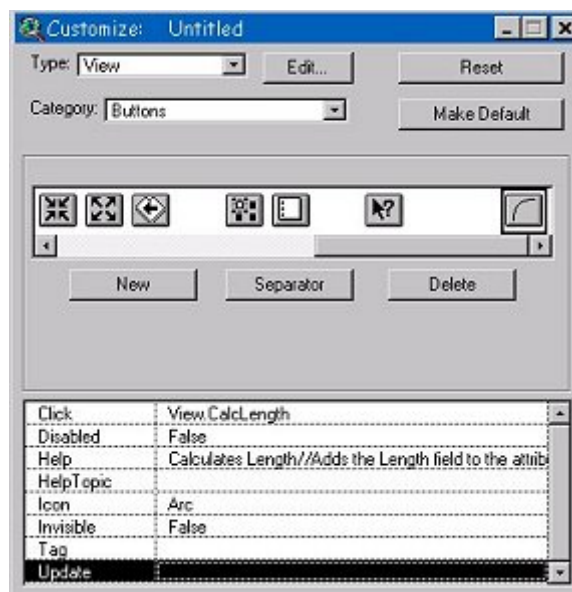 Customize: Untitled
Type: View Edit... Reset
Category: Buttons Make Default
?
New Separator Delete
Click View.CalcLength
Disabled False
Help Calculates Length//Adds the Length field to the attrib
HelpTopic
Icon Arc
Invisible False
Tag
Update